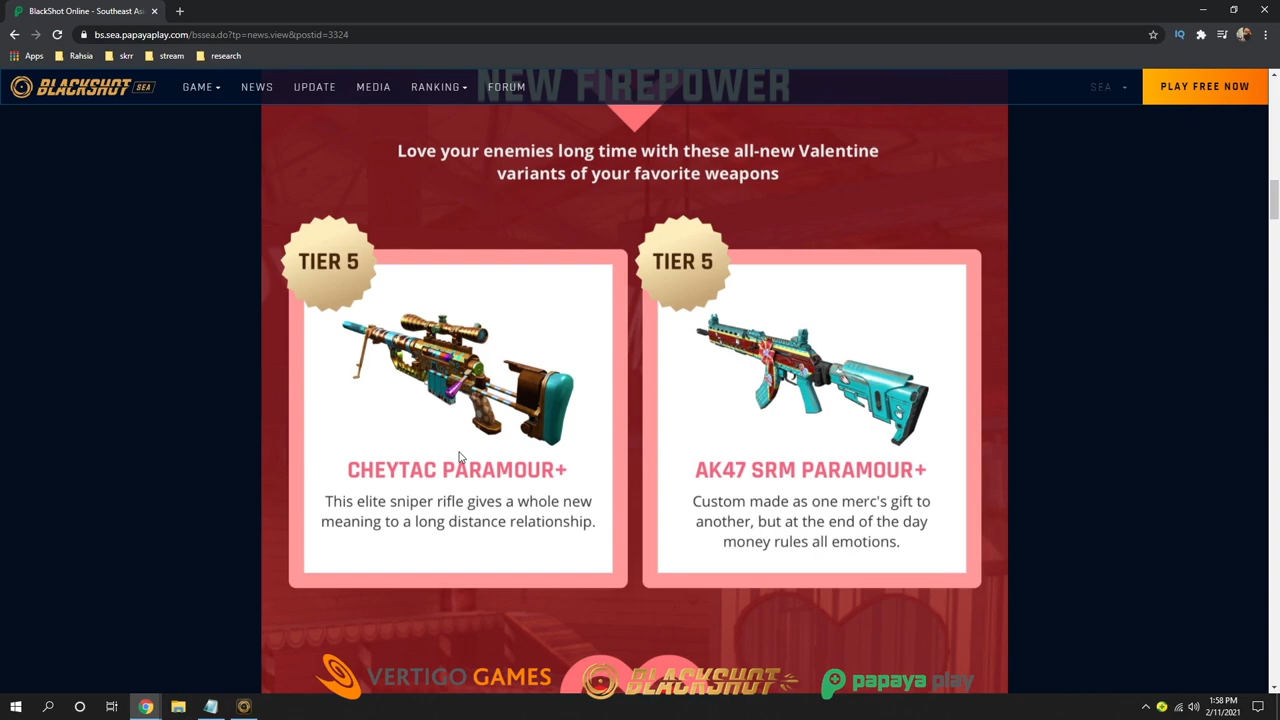 BlackShot Online - Southeast Asi
bs.sea.papayaplay.com/bssea.do?tp=news.view&postid=3324
IQ
Apps
Rahsia
skrr
stream
research
BLACKSHOT SEA
GAME
NEWS
UPDATE
MEDIA
RANKING
FORUM
SEA
PLAY FREE NOW
NEW FIREPOWER
Love your enemies long time with these all-new Valentine
variants of your favorite weapons
TIER 5
CHEYTAC PARAMOUR+
This elite sniper rifle gives a whole new
meaning to a long distance relationship.
TIER 5
AK47 SRM PARAMOUR+
Custom made as one merc's gift to
another, but at the end of the day
money rules all emotions.
VERTIGO GAMES
BLACKSHOT
papaya play
1:58 PM
2/11/2021